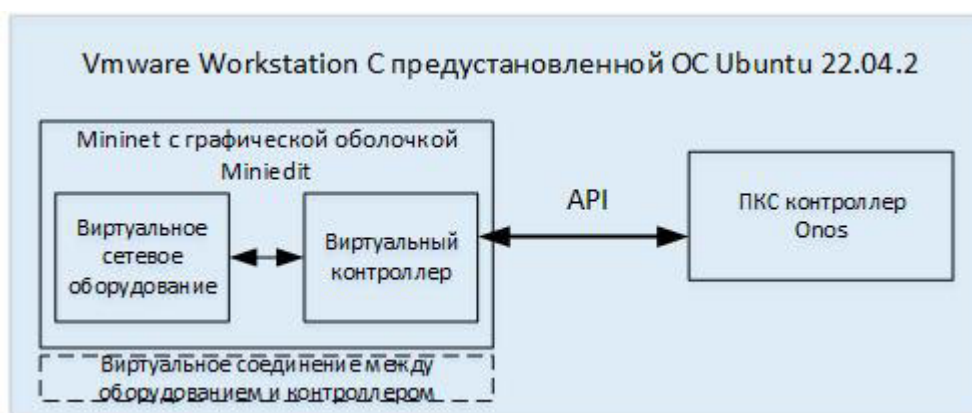 Vmware Workstation С предустановленной ОС Ubuntu 22.04.2
Mininet с графической оболочкой
Miniedit
Виртуальное
сетевое
оборудование
Виртуальный
контроллер
API
ПКС контроллер
Onos
Виртуальное соединение между
оборудованием и контроллером